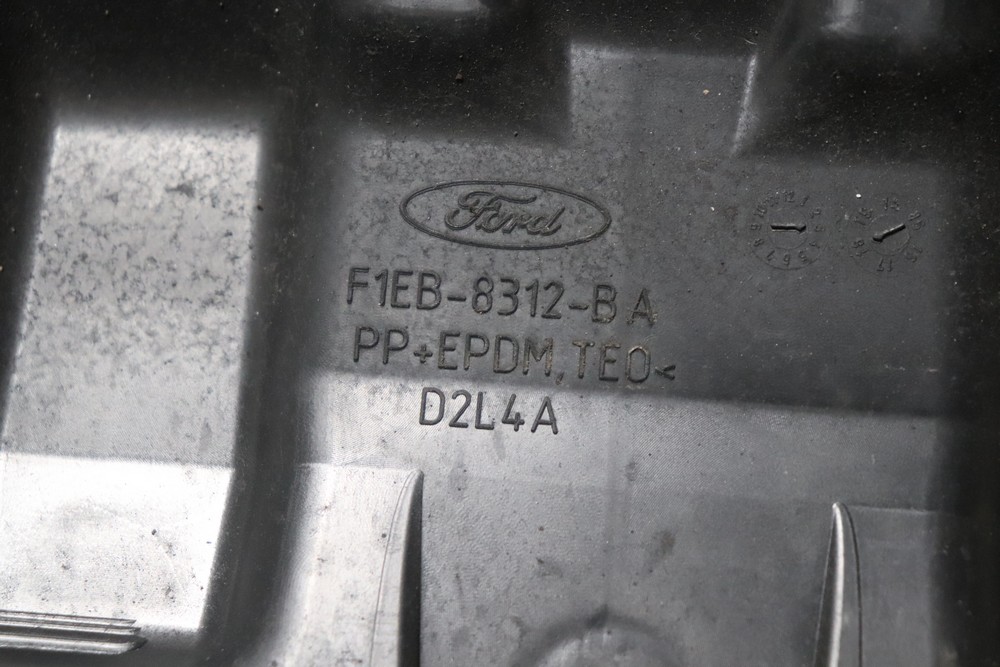 Ford
F1EB-8312-BA
PP+EPDM,TEO<
D2L4A